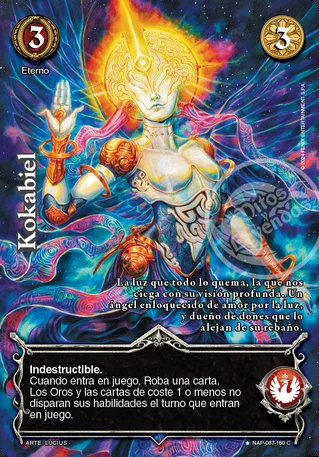 3
3
Eterno
Kokabiel
La luz que todo lo quema, la que nos
ciega con su visión profunda. Un
ángel enloquecido de amor por la luz,
y dueño de dones que lo
alejan de su rebaño.
Indestructible.
Cuando entra en juego, Roba una carta.
Los Oros y las cartas de coste 1 o menos no
disparan sus habilidades el turno que entran
en juego.
ARTE: LUCIUS
NAP-087-160 C